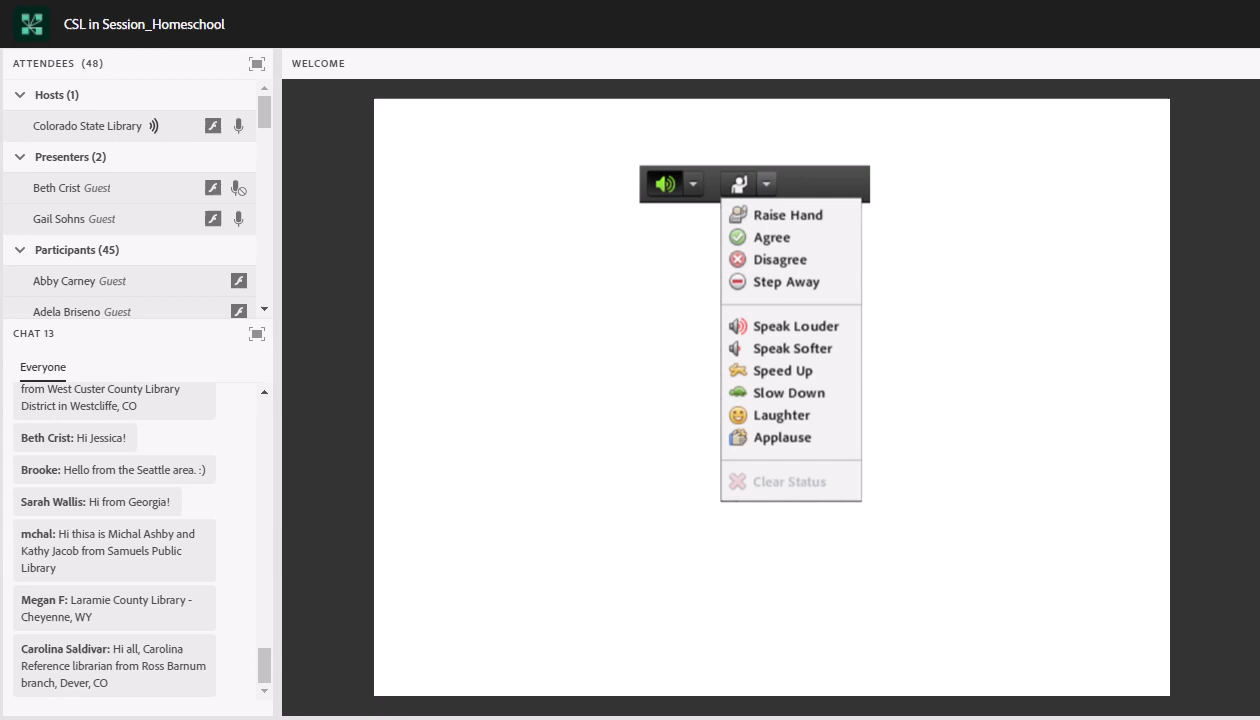 CSL in Session_Homeschool
ATTENDEES (48)
Hosts (1)
Colorado State Library
Presenters (2)
Beth Crist Guest
Gail Sohns Guest
Participants (45)
Abby Carney Guest
Adela Briseno Guest
CHAT 13
Everyone
from West Custer County Library
District in Westcliffe, CO
Beth Crist: Hi Jessica!
Brooke: Hello from the Seattle area. :)
Sarah Wallis: Hi from Georgia!
mchal: Hi thisa is Michal Ashby and
Kathy Jacob from Samuels Public
Library
Megan F: Laramie County Library -
Cheyenne, WY
Carolina Saldivar: Hi all, Carolina
Reference librarian from Ross Barnum
branch, Dever, CO
WELCOME
Raise Hand
Agree
Disagree
Step Away
Speak Louder
Speak Softer
Speed Up
Slow Down
Laughter
Applause
Clear Status